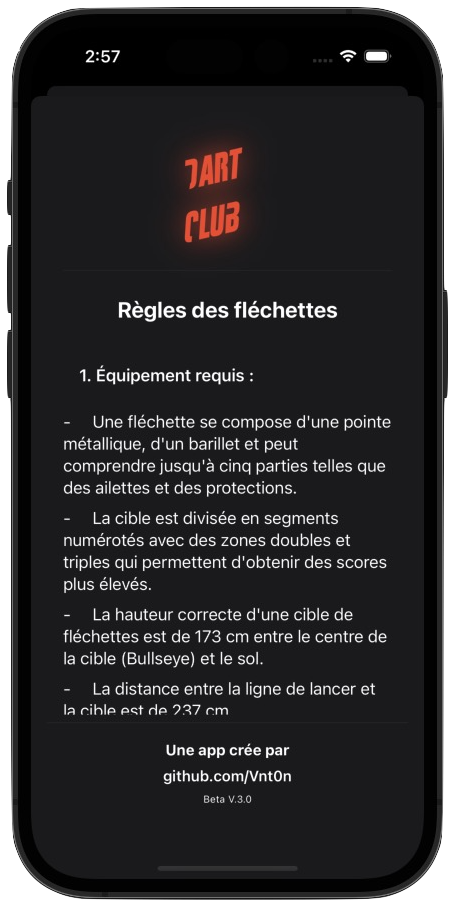 2:57
DART
CLUB
Règles des fléchettes
1. Équipement requis :
- Une fléchette se compose d'une pointe
métallique, d'un barillet et peut
comprendre jusqu'à cinq parties telles que
des ailettes et des protections.
- La cible est divisée en segments
numérotés avec des zones doubles et
triples qui permettent d'obtenir des scores
plus élevés.
- La hauteur correcte d'une cible de
fléchettes est de 173 cm entre le centre de
la cible (Bullseye) et le sol.
- La distance entre la ligne de lancer et
la cible est de 237 cm
Une app crée par
github.com/Vnt0n
Beta V.3.0